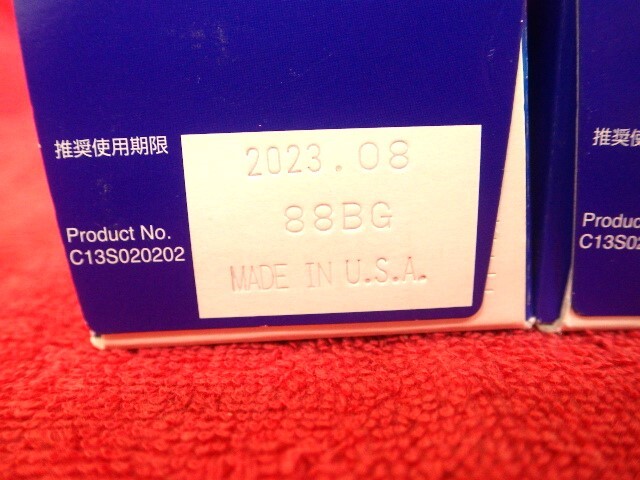 推奨使用期限
2023.08
88BG
Product No.
C13S020202
MADE IN U.S.A.
推奨使
Produc
C13S02